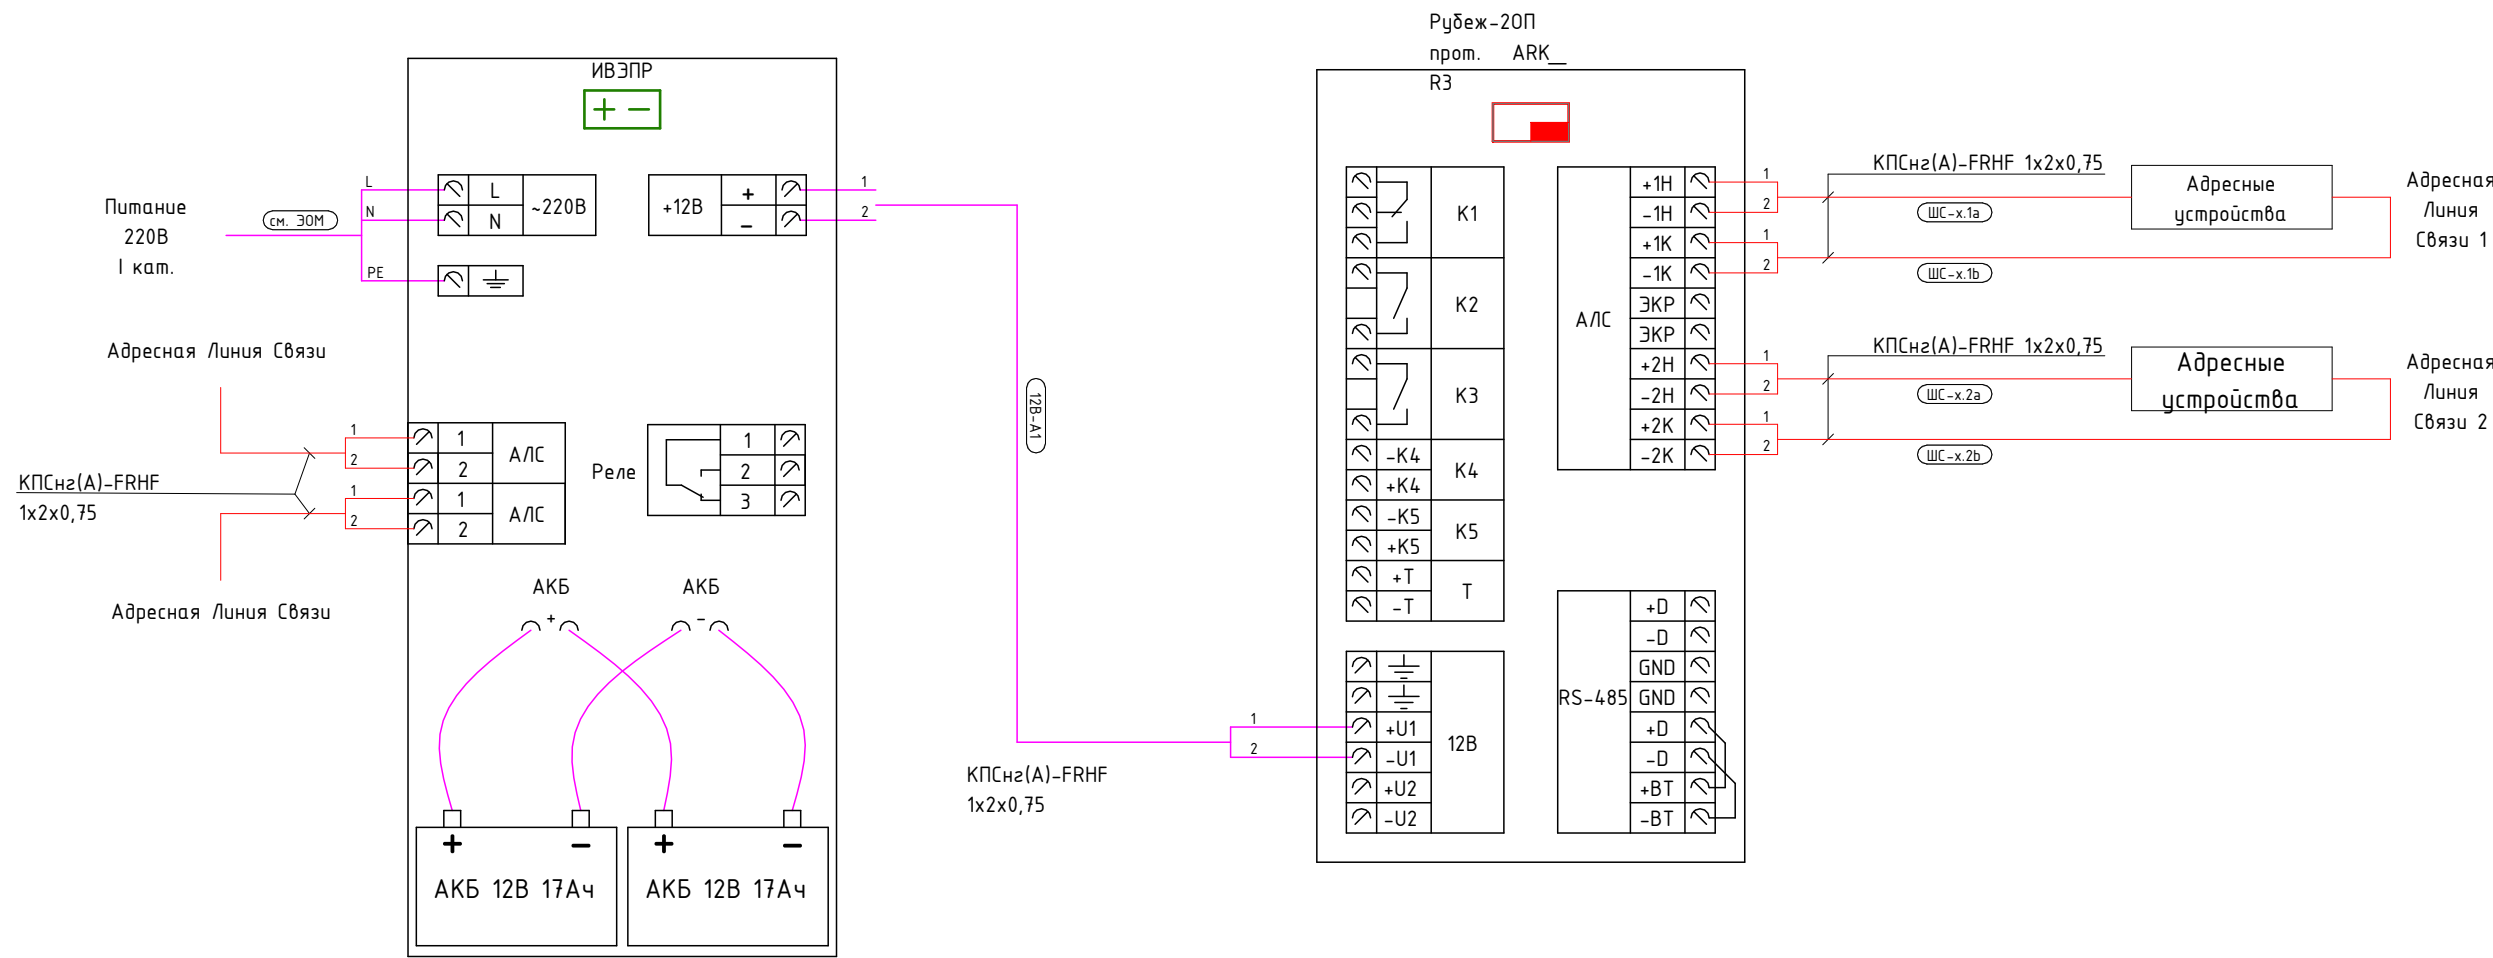 Рубеж-2ОП
прот. ARK__
R3
ИВЭПР
+ -
Питание
220В
I кат.
см. ЭОМ
L
N
PE
L
N
~220В
+12В
+
-
1
2
Адресная Линия Связи
КПСнг(А)-FRHF
1х2х0,75
1
2
1
2
1
2
АЛС
1
2
АЛС
Адресная Линия Связи
Реле
1
2
3
АКБ
+
АКБ
-
+
-
АКБ 12В 17Ач
+
-
АКБ 12В 17Ач
12В-А1
КПСнг(А)-FRHF
1х2х0,75
1
2
К1
К2
К3
-К4
+К4
К4
-К5
+К5
К5
+Т
-Т
Т
+U1
-U1
+U2
-U2
12В
АЛС
+1Н
-1Н
+1К
-1К
ЭКР
ЭКР
+2Н
-2Н
+2К
-2К
RS-485
+D
-D
GND
GND
+D
-D
+ВТ
-ВТ
1
2
1
2
КПСнг(А)-FRHF 1х2х0,75
ШС-х.1а
ШС-х.1b
Адресные
устройства
Адресная
Линия
Связи 1
1
2
1
2
КПСнг(А)-FRHF 1х2х0,75
ШС-х.2а
ШС-х.2b
Адресные
устройства
Адресная
Линия
Связи 2